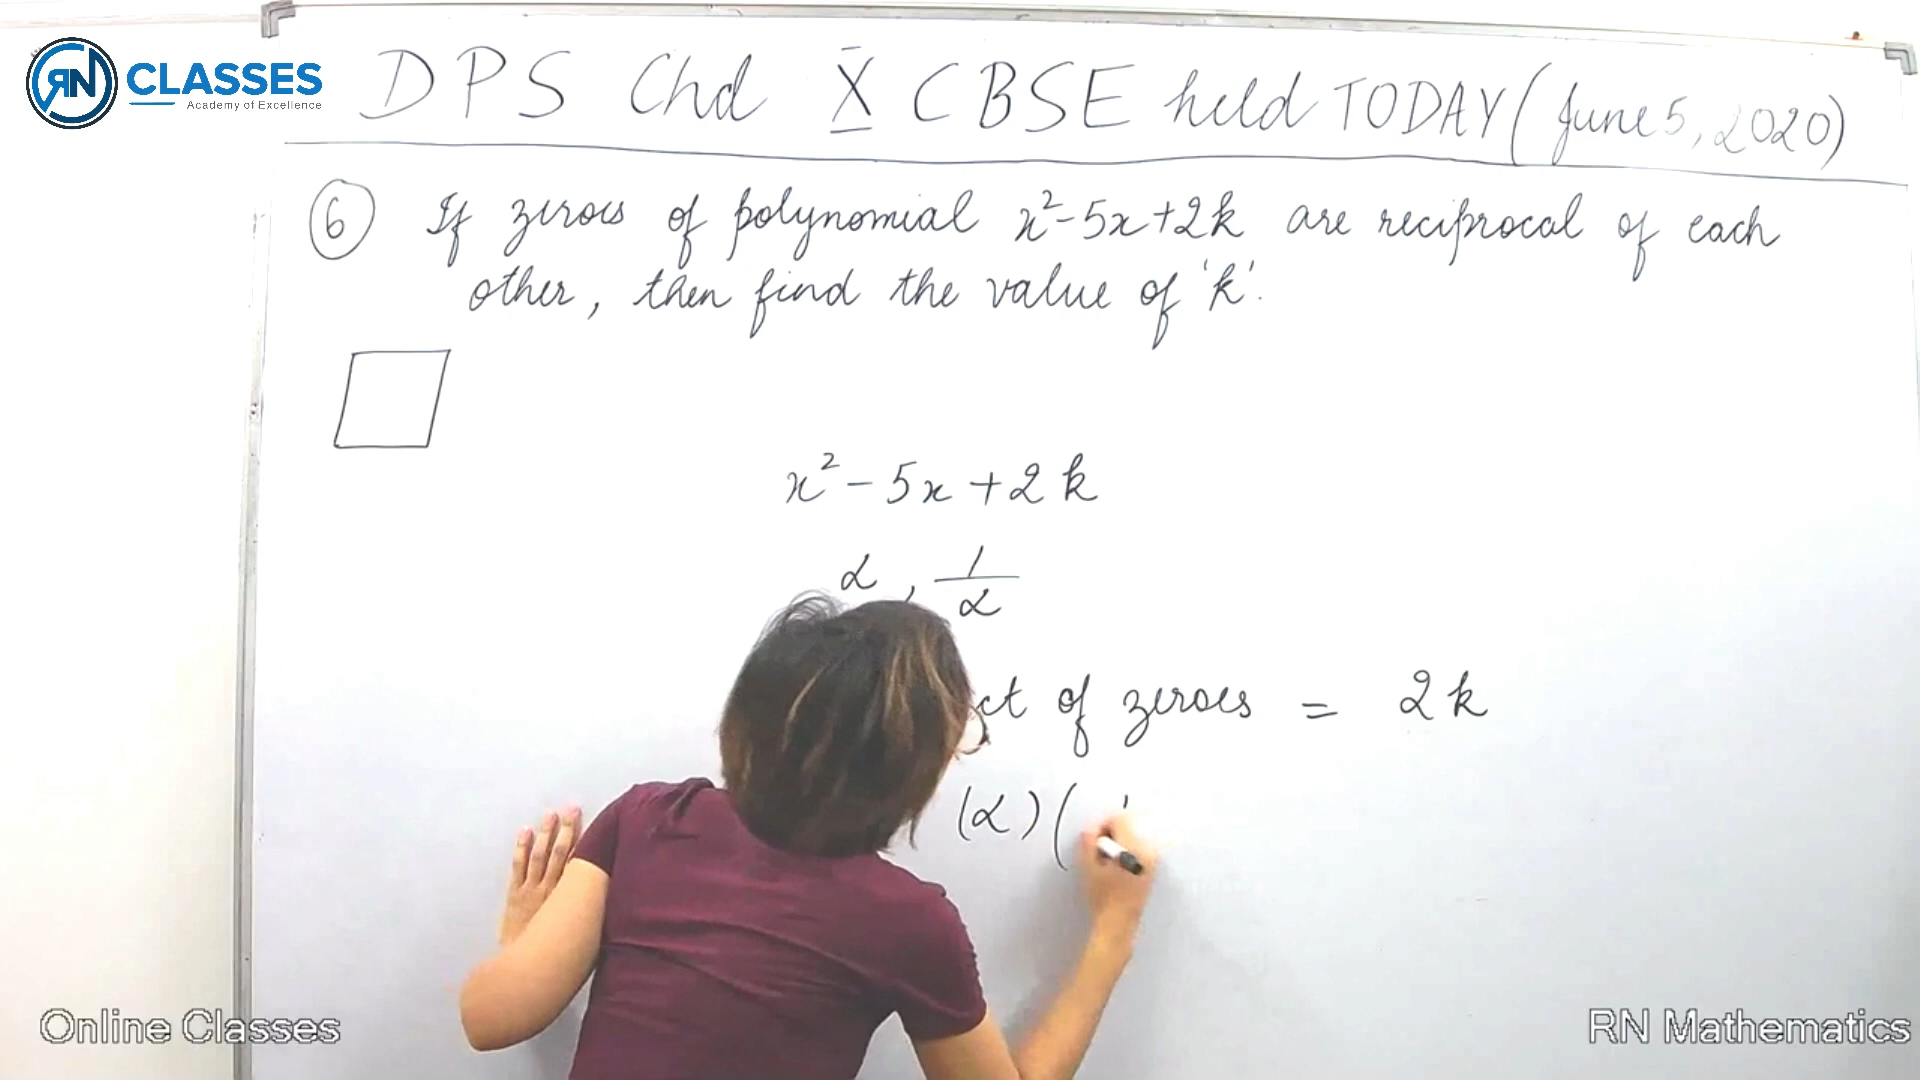 RN CLASSES
Academy of Excellence
DPS Chd X CBSE held TODAY (June 5, 2020)
6 If zeroes of polynomial x²-5x+2k are reciprocal of each
other, then find the value of 'k'.
x² - 5x + 2k
α, 1/α
of zeroes = 2k
(α)(
Online Classes
RN Mathematics